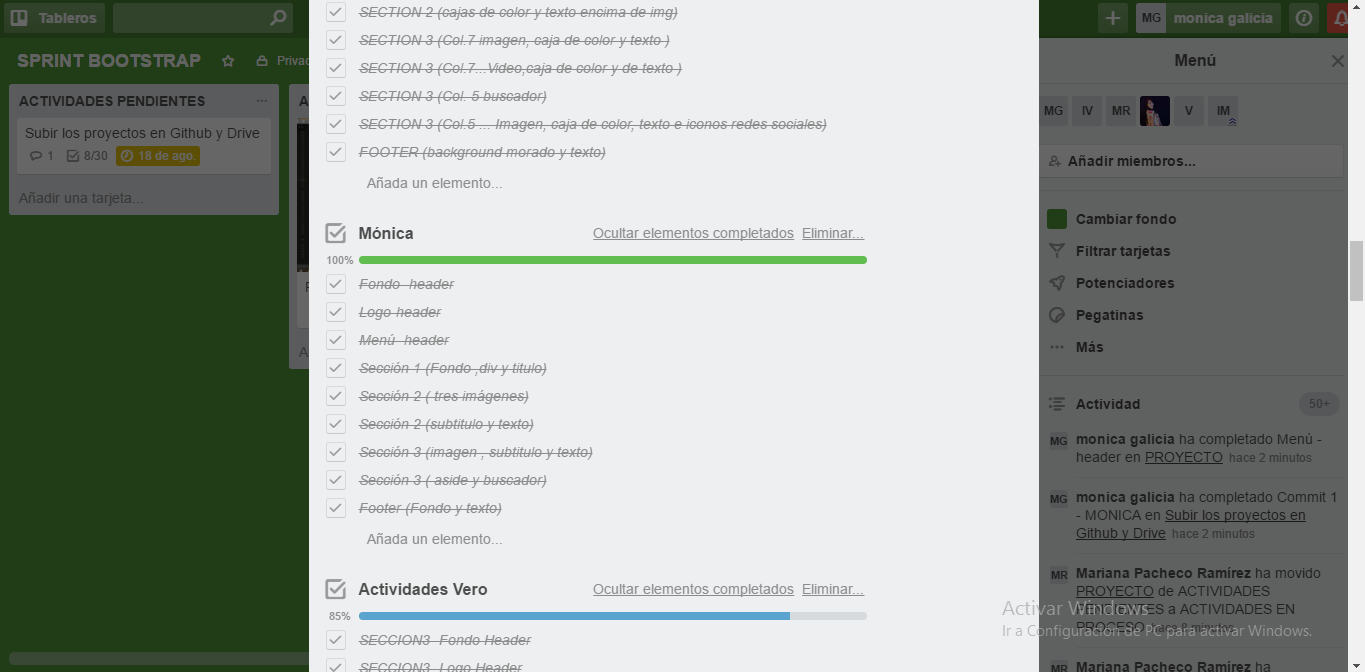 Tableros
MG monica galicia
SPRINT BOOTSTRAP
ACTIVIDADES PENDIENTES ...
Subir los proyectos en Github y Drive
1 8/30 18 de ago.
Añadir una tarjeta...
SECTION 2 (cajas de color y texto encima de img)
SECTION 3 (Col.7 imagen, caja de color y texto )
SECTION 3 (Col.7...Video,caja de color y de texto )
SECTION 3 (Col. 5 buscador)
SECTION 3 (Col.5 ... Imagen, caja de color, texto e iconos redes sociales)
FOOTER (background morado y texto)
Añada un elemento...
Mónica Ocultar elementos completados Eliminar...
100%
Fondo -header
Logo-header
Menú -header
Sección 1 (Fondo ,div y titulo)
Sección 2 ( tres imágenes)
Sección 2 (subtitulo y texto)
Sección 3 (imagen , subtitulo y texto)
Sección 3 ( aside y buscador)
Footer (Fondo y texto)
Añada un elemento...
Actividades Vero Ocultar elementos completados Eliminar...
85%
SECCION3- Fondo Header
SECCION3- Logo Header
Menú
MG IV MR V IM
Añadir miembros...
Cambiar fondo
Filtrar tarjetas
Potenciadores
Pegatinas
Más
Actividad 50+
MG monica galicia ha completado Menú -
header en PROYECTO hace 2 minutos
MG monica galicia ha completado Commit 1
- MONICA en Subir los proyectos en
Github y Drive hace 2 minutos
MR Mariana Pacheco Ramírez ha movido
PROYECTO de ACTIVIDADES
PENDIENTES a ACTIVIDADES EN
PROCESO hace 8 minutos
MR Mariana Pacheco Ramírez ha
Activar Windows
Ir a Configuración de PC para activar Windows.